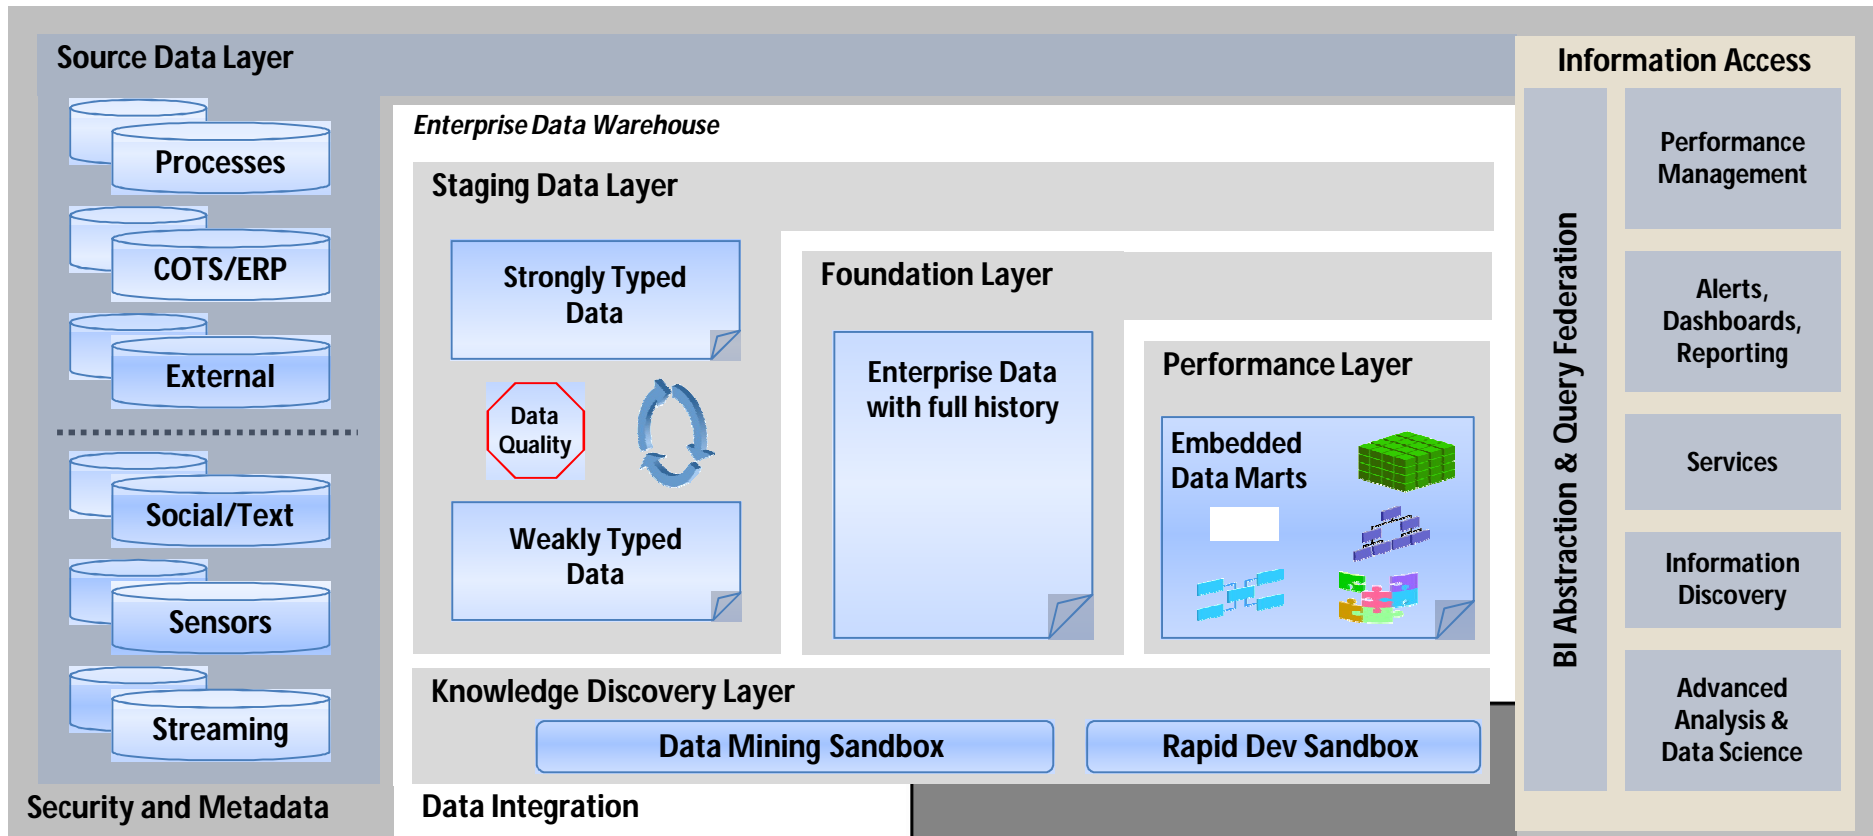 Source Data Layer
Processes
COTS/ERP
External
Social/Text
Sensors
Streaming
Security and Metadata
Enterprise Data Warehouse
Staging Data Layer
Strongly Typed
Data
Data
Quality
Weakly Typed
Data
Foundation Layer
Enterprise Data
with full history
Performance Layer
Embedded
Data Marts
Knowledge Discovery Layer
Data Mining Sandbox
Rapid Dev Sandbox
Data Integration
Information Access
BI Abstraction & Query Federation
Performance
Management
Alerts,
Dashboards,
Reporting
Services
Information
Discovery
Advanced
Analysis &
Data Science